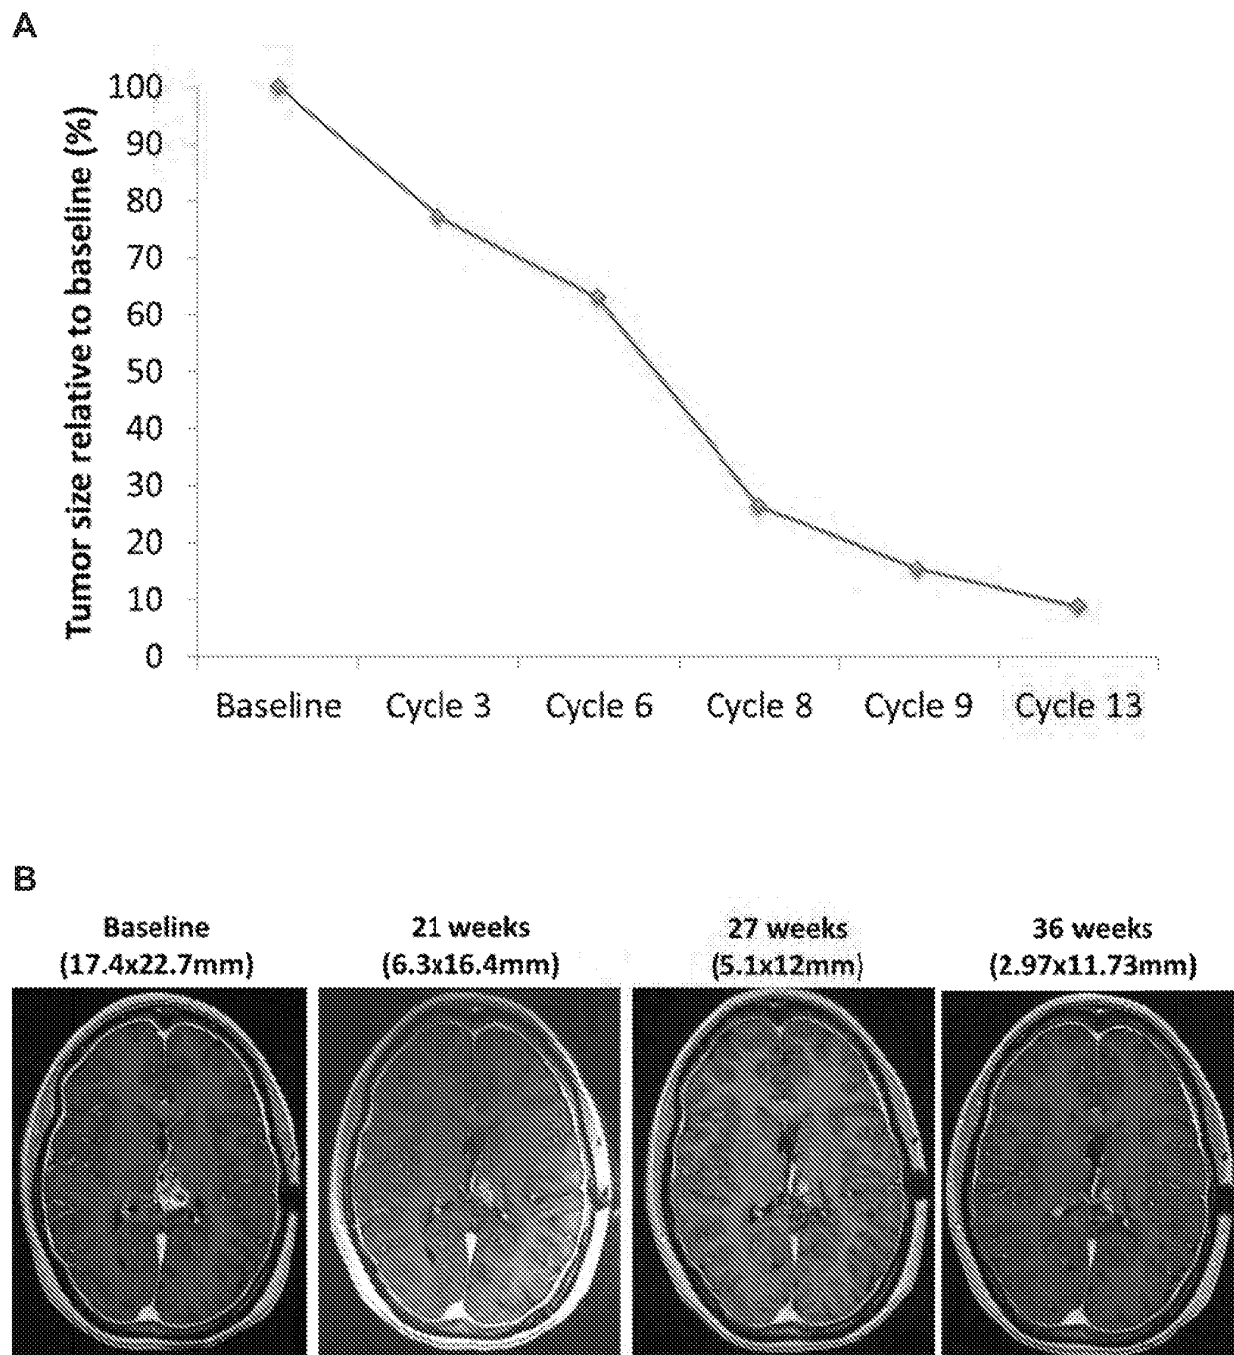 A
Tumor size relative to baseline (%)
100
90
80
70
60
50
40
30
20
10
0
Baseline Cycle 3 Cycle 6 Cycle 8 Cycle 9 Cycle 13
B
Baseline 21 weeks 27 weeks 36 weeks
(17.4x22.7mm) (6.3x16.4mm) (5.1x12mm) (2.97x11.73mm)